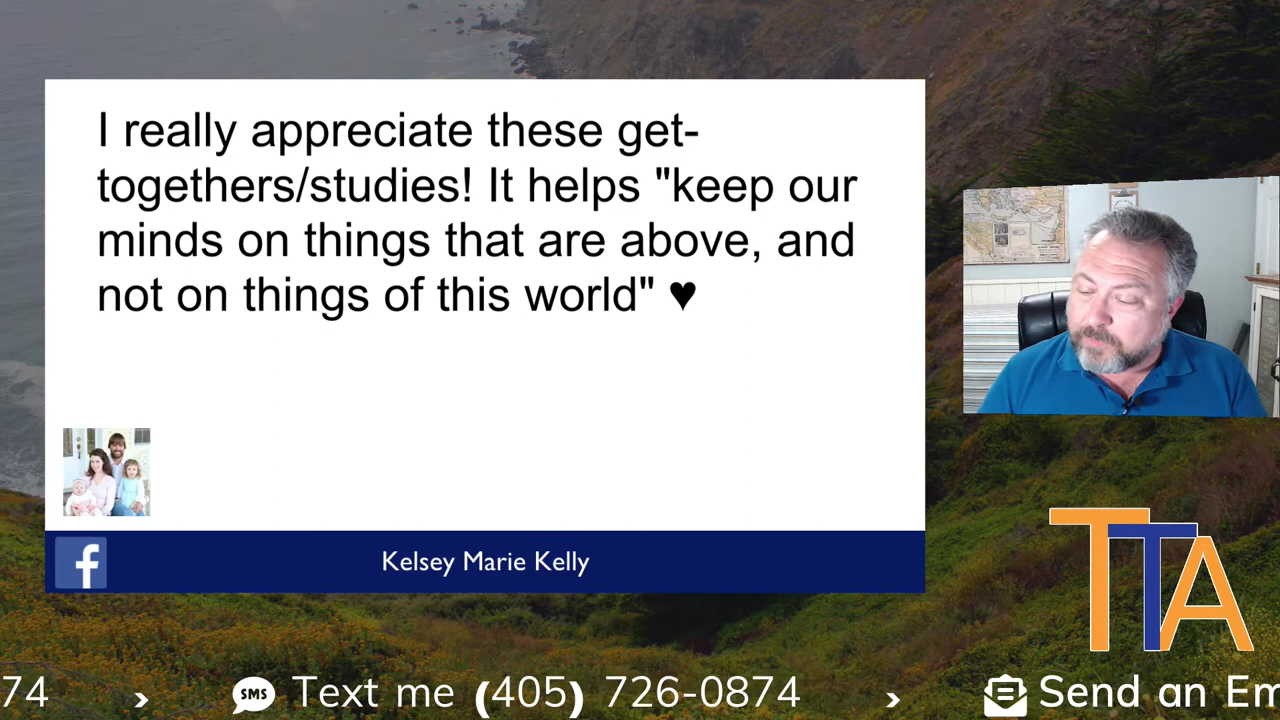 I really appreciate these get-
togethers/studies! It helps "keep our
minds on things that are above, and
not on things of this world" ♥
f
Kelsey Marie Kelly
TTA
74 › SMS Text me (405) 726-0874 › Send an Em